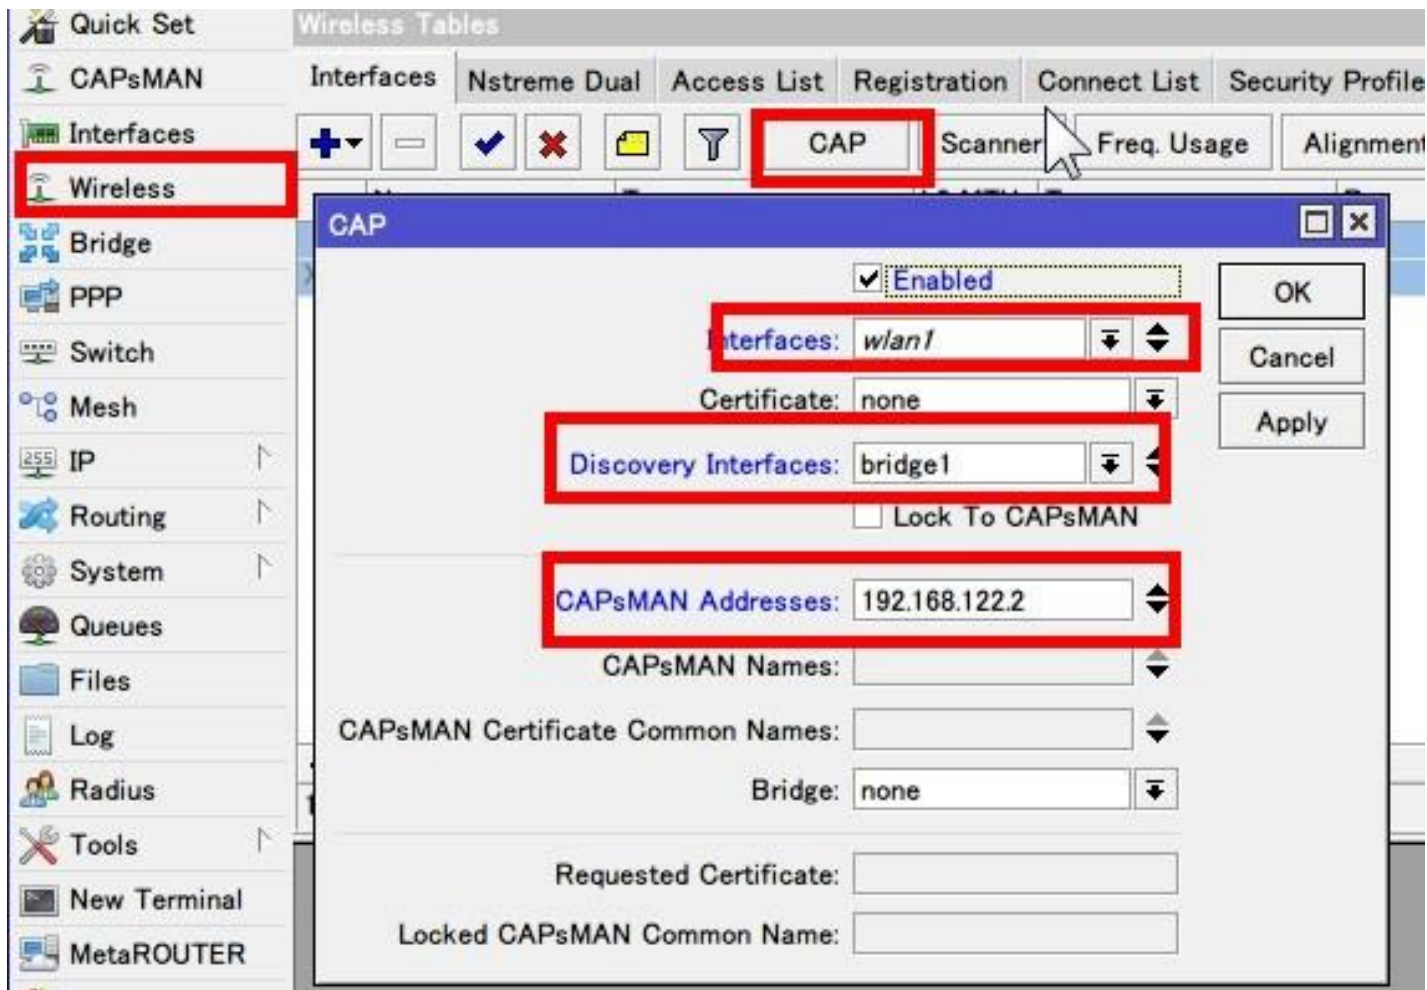 Quick Set
CAPsMAN
Interfaces
Wireless
Bridge
PPP
Switch
Mesh
IP
Routing
System
Queues
Files
Log
Radius
Tools
New Terminal
MetaROUTER
Wireless Tables
Interfaces Nstreme Dual Access List Registration Connect List Security Profile
CAP Scanner Freq. Usage Alignment
CAP
Enabled
Interfaces: wlan1
Certificate: none
Discovery Interfaces: bridge1
Lock To CAPsMAN
CAPsMAN Addresses: 192.168.122.2
CAPsMAN Names:
CAPsMAN Certificate Common Names:
Bridge: none
Requested Certificate:
Locked CAPsMAN Common Name:
OK
Cancel
Apply